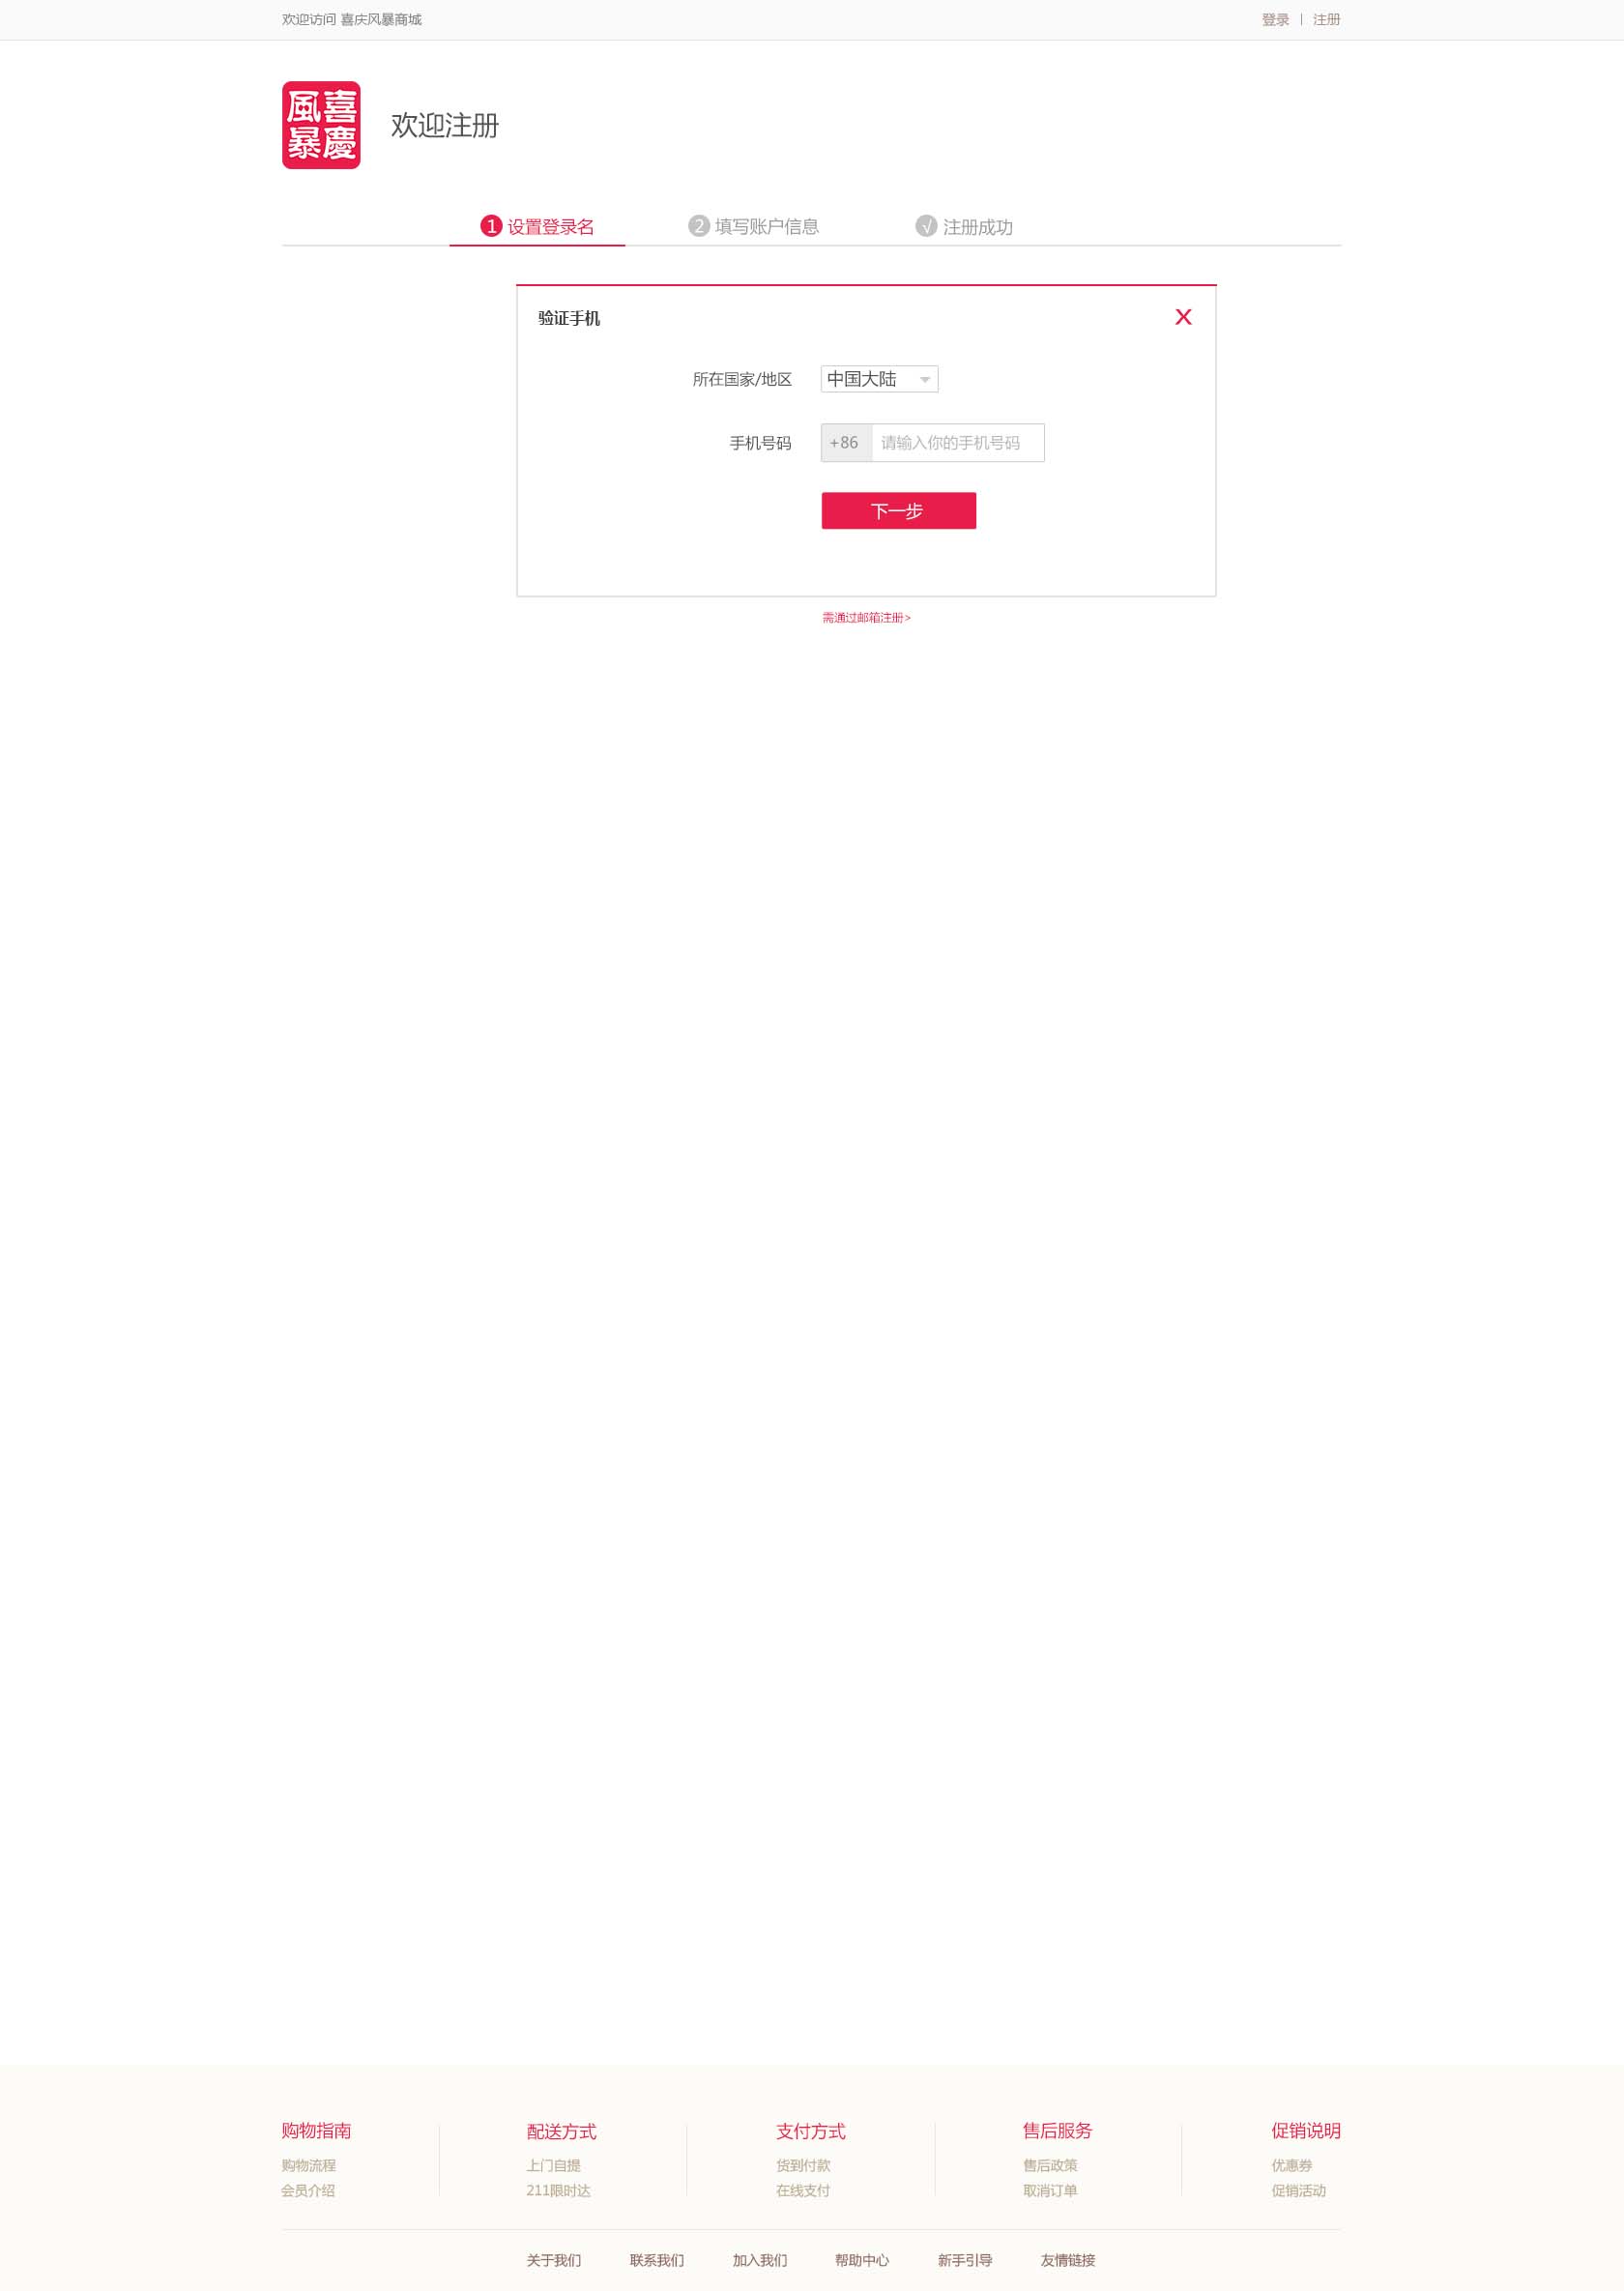 欢迎访问 喜庆风暴商城
登录 | 注册
喜慶
風暴
欢迎注册
1 设置登录名
2 填写账户信息
√ 注册成功
验证手机
X
所在国家/地区
中国大陆
手机号码
+86
请输入你的手机号码
下一步
需通过邮箱注册>
购物指南
购物流程
会员介绍
配送方式
上门自提
211限时达
支付方式
货到付款
在线支付
售后服务
售后政策
取消订单
促销说明
优惠券
促销活动
关于我们 联系我们 加入我们 帮助中心 新手引导 友情链接